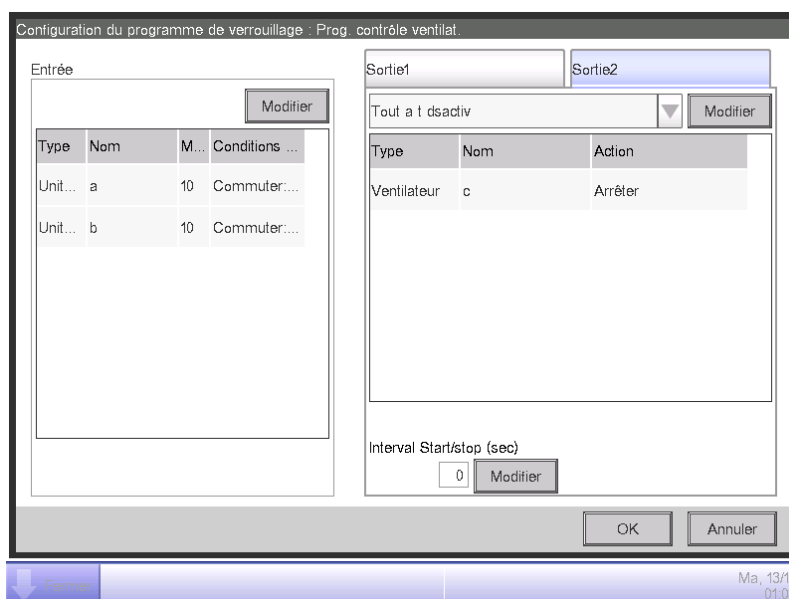 Configuration du programme de verrouillage : Prog. contrôle ventilat.
Entrée
Modifier
Type Nom M... Conditions ...
Unit... a 10 Commuter:...
Unit... b 10 Commuter:...
Sortie1 Sortie2
Tout a t dsactiv Modifier
Type Nom Action
Ventilateur c Arrêter
Interval Start/stop (sec)
0 Modifier
OK Annuler
Ma, 13/1
01:0